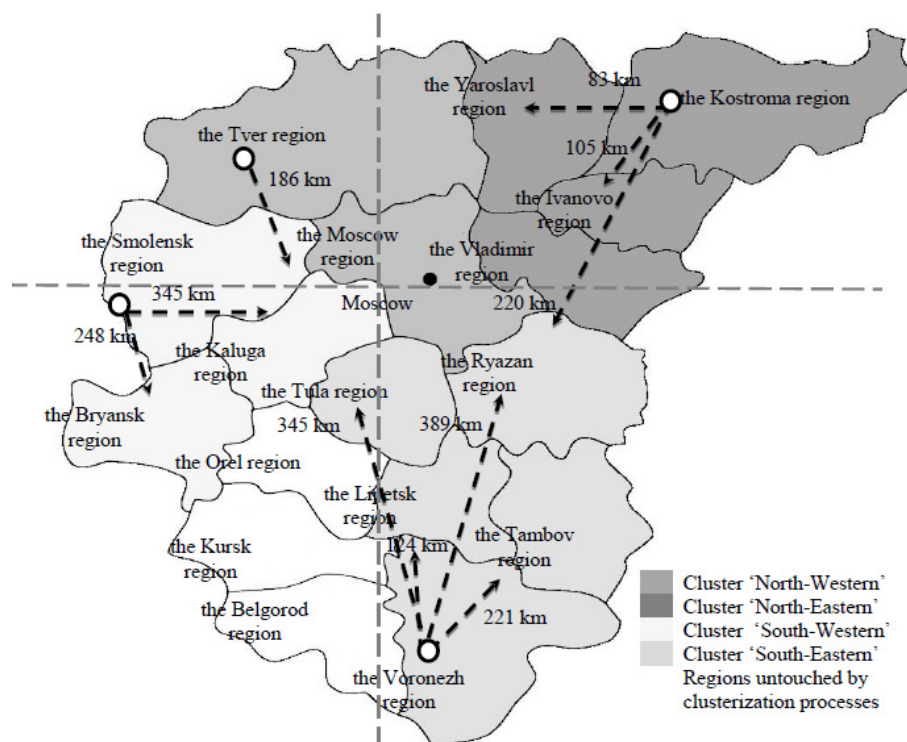 83 km
the Yaroslavl
region
the Kostroma region
the Tver region
105 km
186 km
the Ivanovo
region
the Smolensk
region
the Moscow
region
the Vladimir
region
345 km
Moscow
220 km
248 km
the Kaluga
region
the Ryazan
region
the Tula region
the Bryansk
region
345 km
389 km
the Orel region
the Lipetsk
region
the Kursk
region
124 km
the Tambov
region
the Belgorod
region
221 km
the Voronezh
region
Cluster ‘North-Western’
Cluster ‘North-Eastern’
Cluster ‘South-Western’
Cluster ‘South-Eastern’
Regions untouched by
clusterization processes